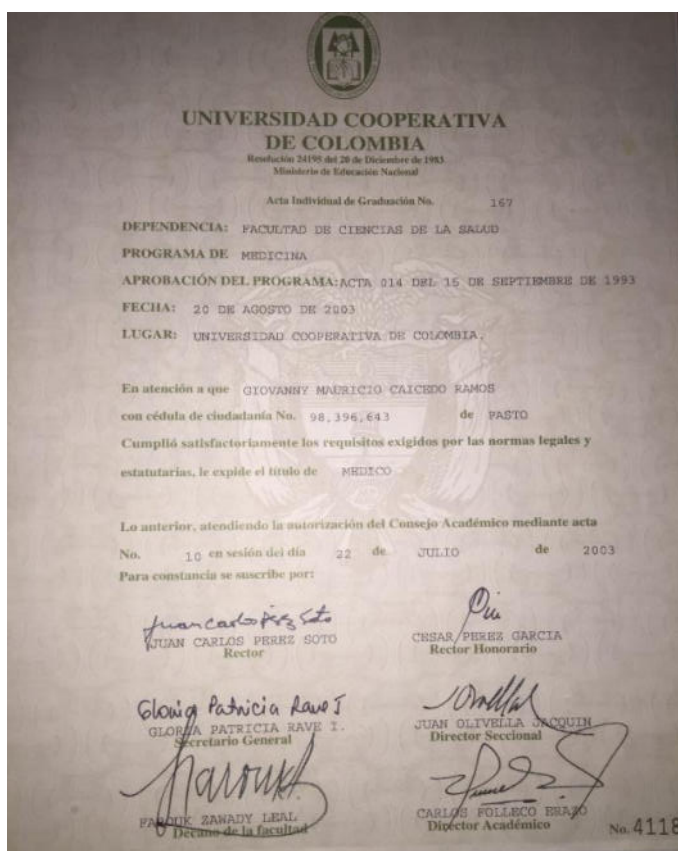 UNIVERSIDAD COOPERATIVA
DE COLOMBIA
Resolución 24195 del 20 de Diciembre de 1983
Ministerio de Educación Nacional
Acta Individual de Graduación No. 167
DEPENDENCIA: FACULTAD DE CIENCIAS DE LA SALUD
PROGRAMA DE MEDICINA
APROBACIÓN DEL PROGRAMA: ACTA 014 DEL 15 DE SEPTIEMBRE DE 1993
FECHA: 20 DE AGOSTO DE 2003
LUGAR: UNIVERSIDAD COOPERATIVA DE COLOMBIA.
En atención a que GIOVANNY MAURICIO CAICEDO RAMOS
con cédula de ciudadanía No. 98,396,643 de PASTO
Cumplió satisfactoriamente los requisitos exigidos por las normas legales y
estatutarias, le expide el título de MEDICO
Lo anterior, atendiendo la autorización del Consejo Académico mediante acta
No. 10 en sesión del día 22 de JULIO de 2003
Para constancia se suscribe por:
Juan Carlos Pérez Soto
JUAN CARLOS PEREZ SOTO CESAR PEREZ GARCIA
Rector Rector Honorario
Gloria Patricia Rave I
GLORIA PATRICIA RAVE I. JUAN OLIVELLA JACQUIN
Secretario General Director Seccional
FAROUK ZAWADY LEAL CARLOS FOLLECO ERAZO
Decano de la facultad Director Académico No. 4118